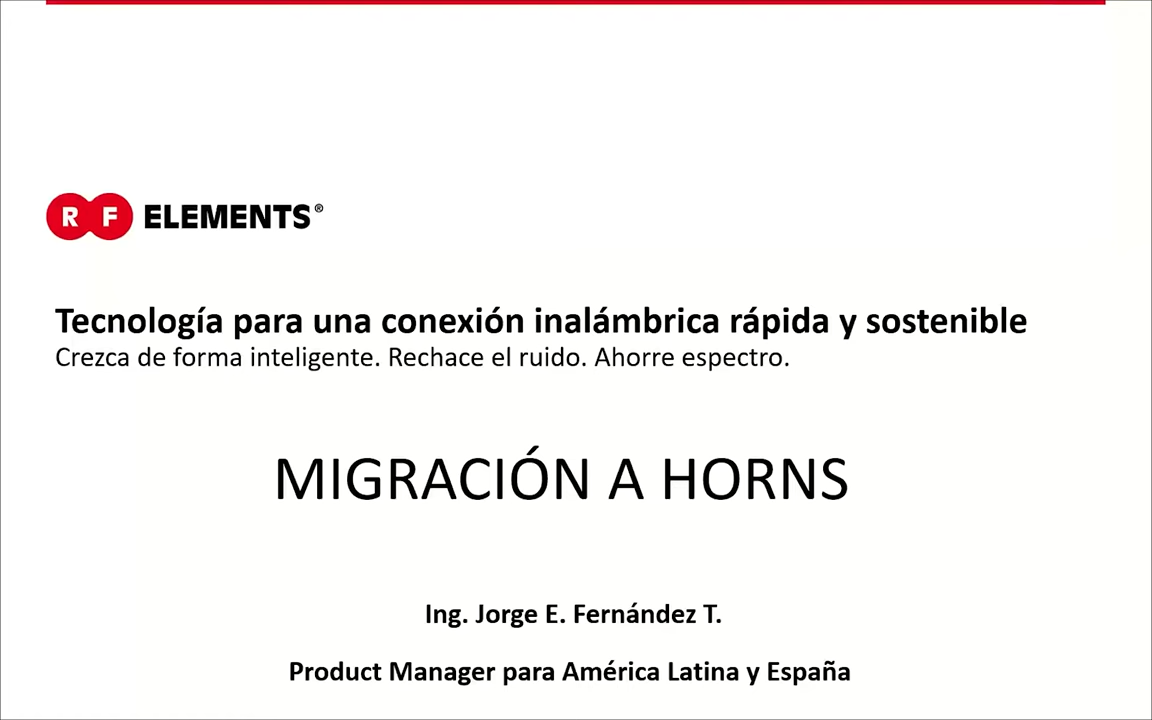 RF ELEMENTS®
Tecnología para una conexión inalámbrica rápida y sostenible
Crezca de forma inteligente. Rechace el ruido. Ahorre espectro.
MIGRACIÓN A HORNS
Ing. Jorge E. Fernández T.
Product Manager para América Latina y España